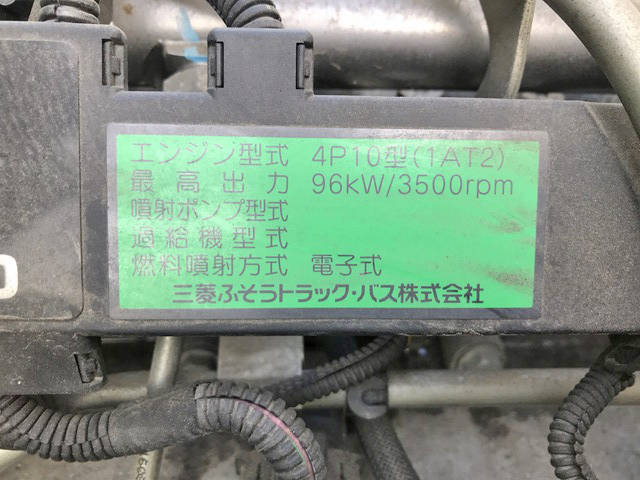 エンジン型式 4P10型(1AT2)
最高出力 96kW/3500rpm
噴射ポンプ型式
過給機型式
燃料噴射方式 電子式
三菱ふそうトラック・バス株式会社